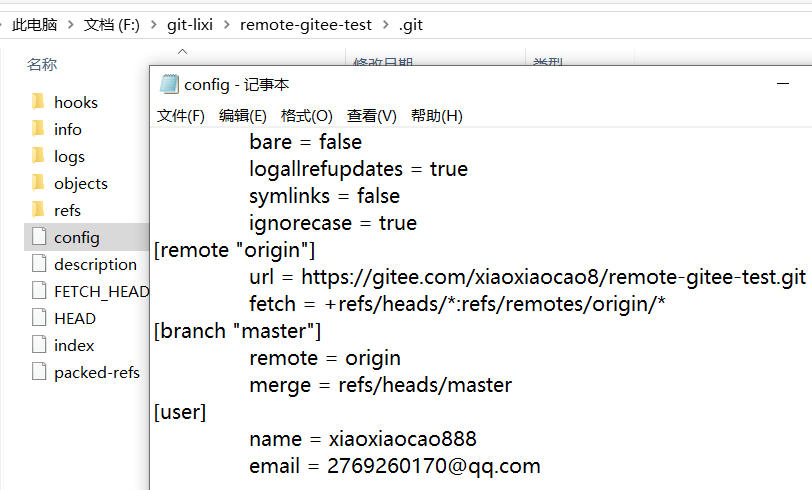 此电脑 > 文档 (F:) > git-lixi > remote-gitee-test > .git
名称
修改日期
类型
hooks
info
logs
objects
refs
config
description
FETCH_HEAD
HEAD
index
packed-refs
config - 记事本
文件(F) 编辑(E) 格式(O) 查看(V) 帮助(H)
bare = false
logallrefupdates = true
symlinks = false
ignorecase = true
[remote "origin"]
url = https://gitee.com/xiaoxiaocao8/remote-gitee-test.git
fetch = +refs/heads/*:refs/remotes/origin/*
[branch "master"]
remote = origin
merge = refs/heads/master
[user]
name = xiaoxiaocao888
email = 2769260170@qq.com